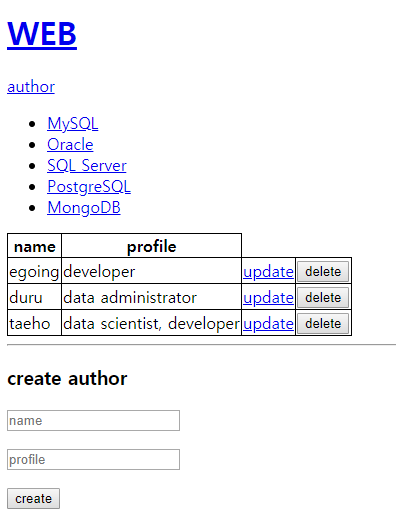 WEB
author
MySQL
Oracle
SQL Server
PostgreSQL
MongoDB
name profile
egoing developer update delete
duru data administrator update delete
taeho data scientist, developer update delete
create author
name
profile
create